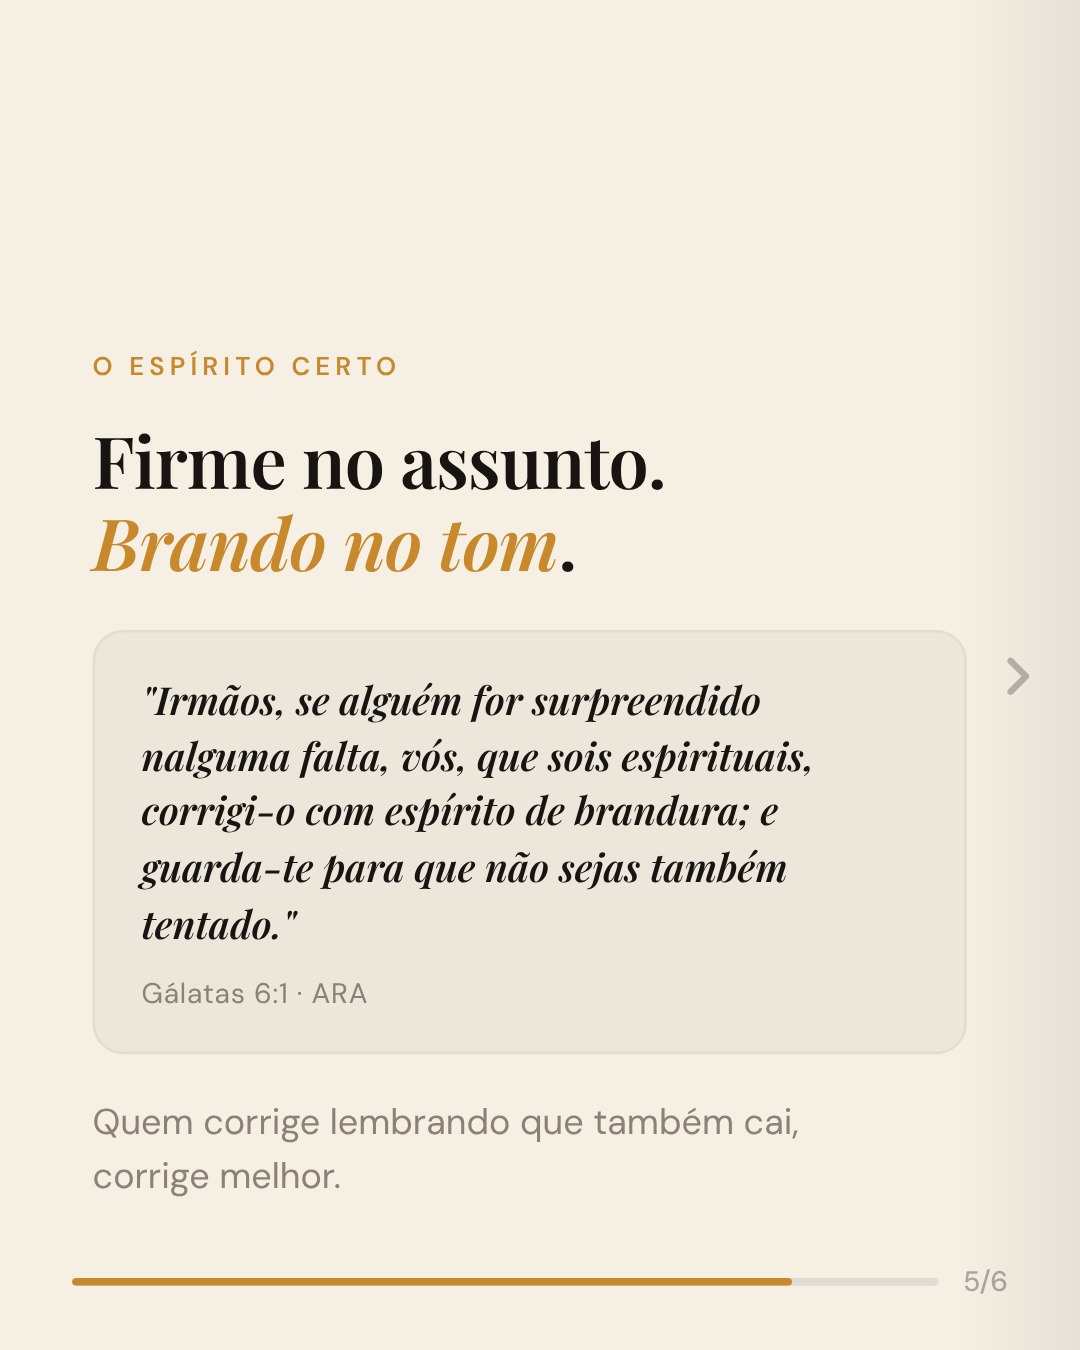 O ESPÍRITO CERTO
Firme no assunto.
Brando no tom.
"Irmãos, se alguém for surpreendido
nalguma falta, vós, que sois espirituais,
corrigi-o com espírito de brandura; e
guarda-te para que não sejas também
tentado."
Gálatas 6:1 · ARA
Quem corrige lembrando que também cai,
corrige melhor.
5/6